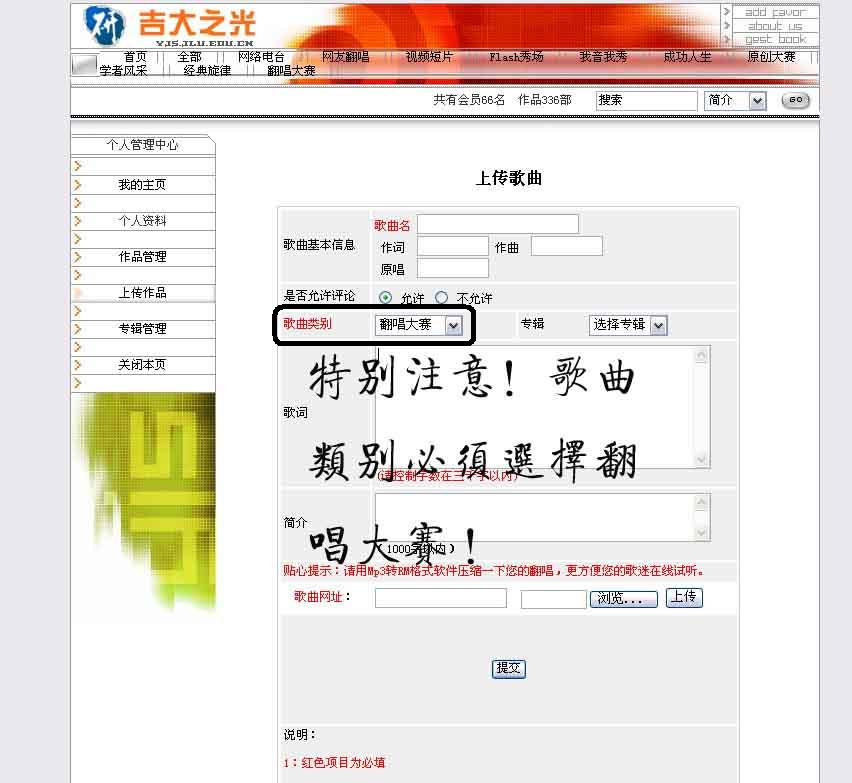 吉大之光
YJS.JLU.EDU.CN
add favor
about us
gest book
首页 全部 网络电台 网友翻唱 视频短片 Flash秀场 我音我秀 成功人生 原创大赛
学者风采 经典旋律 翻唱大赛
共有会员66名 作品336部 搜索 简介 GO
个人管理中心
我的主页
个人资料
作品管理
上传作品
专辑管理
关闭本页
上传歌曲
歌曲基本信息
歌曲名
作词 作曲
原唱
是否允许评论 允许 不允许
歌曲类别 翻唱大赛 专辑 选择专辑
特别注意！歌曲
歌词
類别必須選擇翻
(请控制字数在三千字以内)
简介
唱大賽！
(1000字以内)
贴心提示：请用Mp3转RM格式软件压缩一下您的翻唱，更方便您的歌迷在线试听。
歌曲网址： 浏览... 上传
提交
说明：
1：红色项目为必填